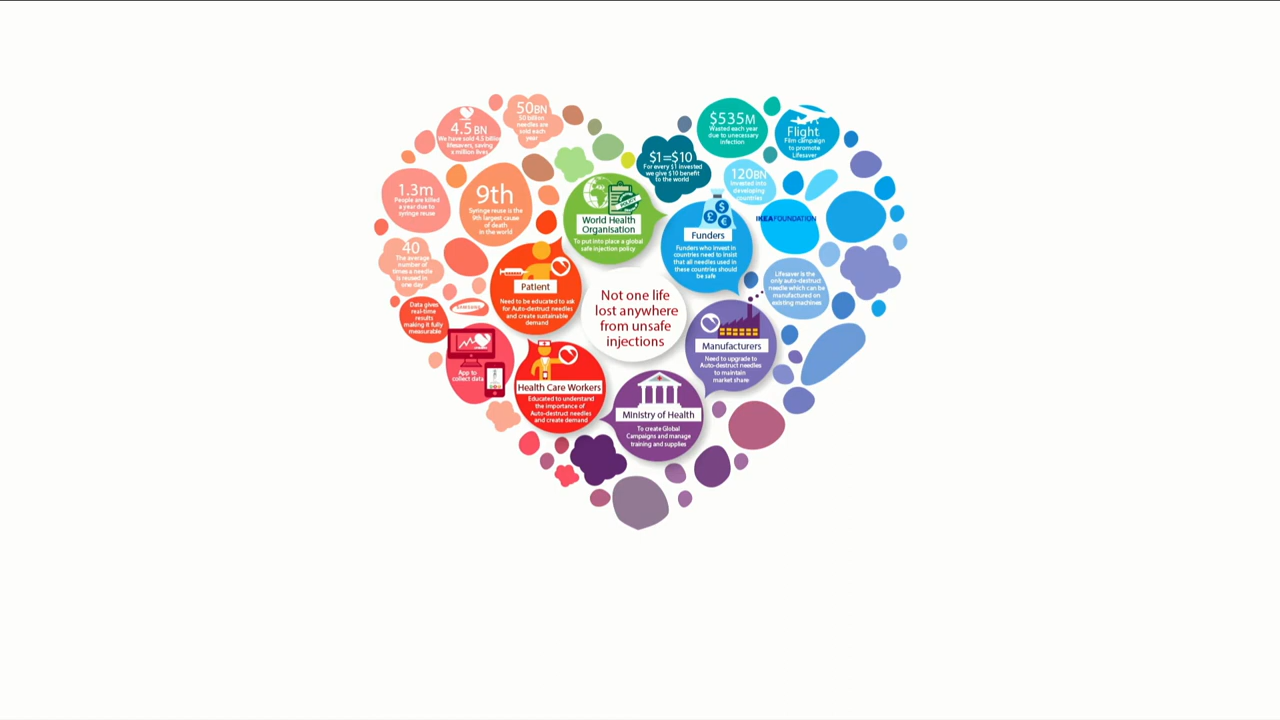 50BN
50 billion
needles are
sold each
year
4.5 BN
We have sold 4.5 billion
lifesavers, saving
x million lives
$535M
Wasted each year
due to unecessary
infection
Flight
Film campaign
to promote
Lifesaver
$1=$10
For every $1 invested
we give $10 benefit
to the world
120BN
Invested into
developing
countries
1.3m
People are killed
a year due to
syringe reuse
9th
Syringe reuse is the
9th largest cause
of death
in the world
POLICY
World Health
Organisation
To put into place a global
safe injection policy
$
£
€
Funders
Funders who invest in
countries need to insist
that all needles used in
these countries should
be safe
IKEA FOUNDATION
40
The average
number of
times a needle
is reused in
one day
Patient
Need to be educated to ask
for Auto-destruct needles
and create sustainable
demand
Not one life
lost anywhere
from unsafe
injections
Lifesaver is the
only auto-destruct
needle which can be
manufactured on
existing machines
Data gives
real-time
results
making it fully
measurable
SAMSUNG
Manufacturers
Need to upgrade to
Auto-destruct needles
to maintain
market share
App to
collect data
Health Care Workers
Educated to understand
the importance of
Auto-destruct needles
and create demand
Ministry of Health
To create Global
Campaigns and manage
training and supplies